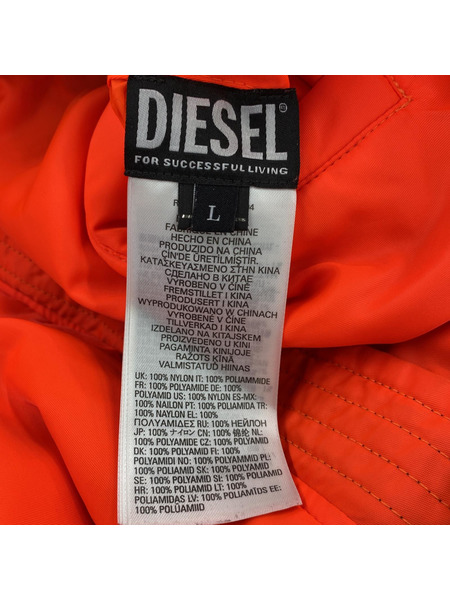 DIESEL
FOR SUCCESSFUL LIVING
L
FABRIQUÉ EN CHINE
HECHO EN CHINA
PRODUZIDO NA CHINA
ÇIN'DE ÜRETILMIŞTIR.
ΚΑΤΑΣΚΕΥΑΣΜΕΝΟ ΣΤΗΝ ΚΙΝΑ
СДЕЛАНО В КИТАЕ
VYROBENO V ČÍNĚ
FREMSTILLET I KINA
PRODUSERT I KINA
WYPRODUKOWANO W CHINACH
VYROBENÉ V ČÍNE
TILLVERKAD I KINA
IZDELANO NA KITAJSKEM
PROIZVEDENO U KINI
PAGAMINTA KINIJOJE
RAŽOTS ĶĪNĀ
VALMISTATUD HIINAS
UK: 100% NYLON IT: 100% POLIAMMIDE
FR: 100% POLYAMIDE DE: 100%
POLYAMID US: 100% NYLON ES-MX:
100% NAILON PT: 100% POLIAMIDA TR:
100% NAYLON EL: 100%
ΠΟΛΥΑΜΙΔΕΣ RU: 100% НЕЙЛОН
JP: 100% ナイロン CN: 100% 锦纶 NL:
100% POLYAMIDE CZ: 100% POLYAMID
DK: 100% POLYAMID FI: 100%
POLYAMIDI NO: 100% POLYAMID PL:
100% POLIAMID SK: 100% POLYAMID
SE: 100% POLYAMID SI: 100% POLIAMID
HR: 100% POLIAMID LT: 100%
POLIAMIDAS LV: 100% POLIAMĪDS EE:
100% POLÜAMIID